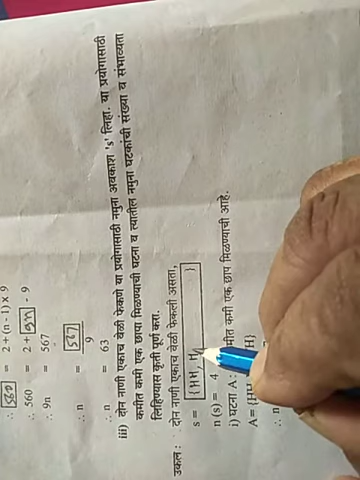 ∴ 569 = 2 + (n - 1) x 9
∴ 560 = 2 + 9n - 9
∴ 9n = 567
∴ n = 567
9
∴ n = 63
iii) दोन नाणी एकाच वेळी फेकणे या प्रयोगासाठी नमुना अवकाश 's' लिहा. या प्रयोगासाठी
कमीत कमी एक छापा मिळण्याची घटना व त्यातील नमुना घटकांची संख्या व संभाव्यता
लिहिण्यास कृती पूर्ण करा.
उकल : दोन नाणी एकाच वेळी फेकली असता,
s = { HH, H }
n (s) = 4
i) घटना A : मीत कमी एक छाप मिळण्याची आहे.
A = {HH H}
∴ n